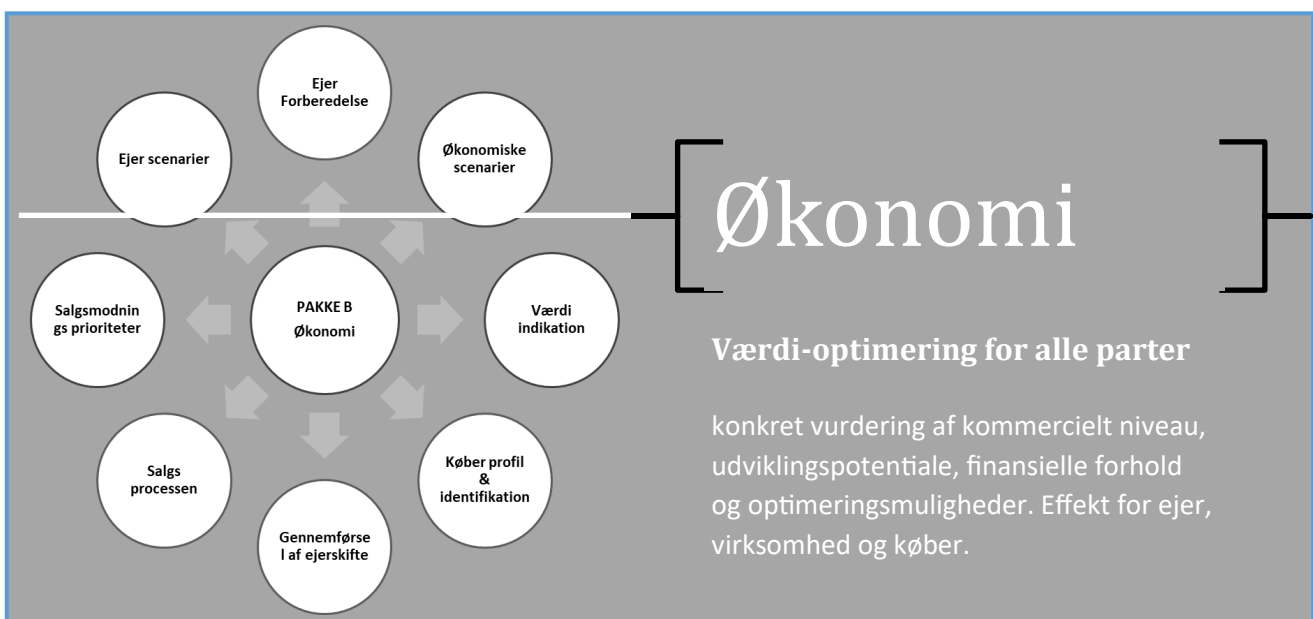 Ejer
Forberedelse
Ejer scenarier
Økonomiske
scenarier
Salgsmodnin
gs prioriteter
PAKKE B
Økonomi
Værdi
indikation
Salgs
processen
Køber profil
&
identifikation
Gennemførse
l af ejerskifte
Økonomi
Værdi-optimering for alle parter
konkret vurdering af kommercielt niveau,
udviklingspotentiale, finansielle forhold
og optimeringsmuligheder. Effekt for ejer,
virksomhed og køber.